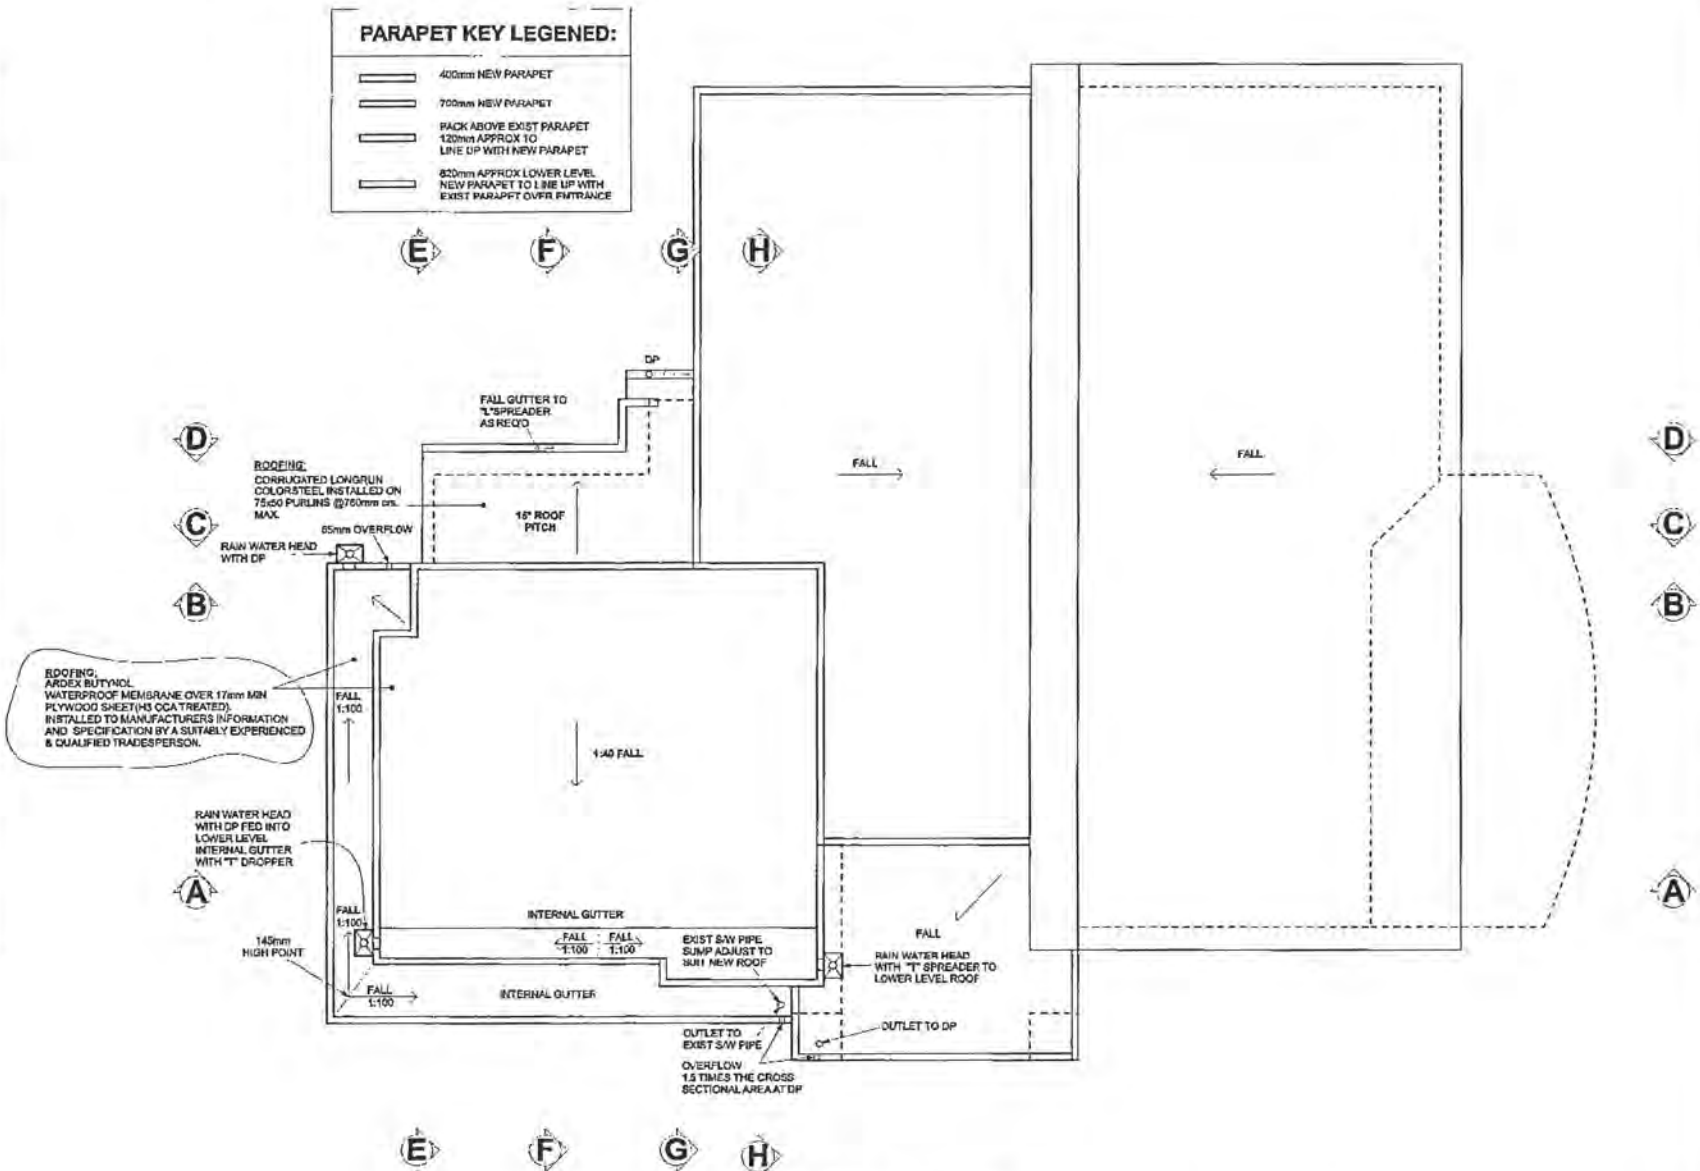 PARAPET KEY LEGENED:
400mm NEW PARAPET
700mm NEW PARAPET
PACK ABOVE EXIST PARAPET
120mm APPROX TO
LINE UP WITH NEW PARAPET
820mm APPROX LOWER LEVEL
NEW PARAPET TO LINE UP WITH
EXIST PARAPET OVER ENTRANCE
E
F
G
H
DP
FALL GUTTER TO
"L" SPREADER
AS REQ'D
D
D
FALL
FALL
ROOFING:
CORRUGATED LONGRUN
COLORSTEEL INSTALLED ON
75x50 PURLINS @760mm crs.
MAX.
15° ROOF
PITCH
C
C
65mm OVERFLOW
RAIN WATER HEAD
WITH DP
B
B
ROOFING:
ARDEX BUTYNOL
WATERPROOF MEMBRANE OVER 17mm MIN
PLYWOOD SHEET(H3 CCA TREATED).
INSTALLED TO MANUFACTURERS INFORMATION
AND SPECIFICATION BY A SUITABLY EXPERIENCED
& QUALIFIED TRADESPERSON.
FALL
1:100
1:40 FALL
RAIN WATER HEAD
WITH DP FED INTO
LOWER LEVEL
INTERNAL GUTTER
WITH "T" DROPPER
A
A
FALL
1:100
145mm
HIGH POINT
INTERNAL GUTTER
FALL
1:100
FALL
1:100
EXIST S/W PIPE
SUMP ADJUST TO
SUIT NEW ROOF
FALL
RAIN WATER HEAD
WITH "T" SPREADER TO
LOWER LEVEL ROOF
FALL
1:100
INTERNAL GUTTER
OUTLET TO
EXIST S/W PIPE
OUTLET TO DP
OVERFLOW
1.5 TIMES THE CROSS
SECTIONAL AREA AT DP
E
F
G
H